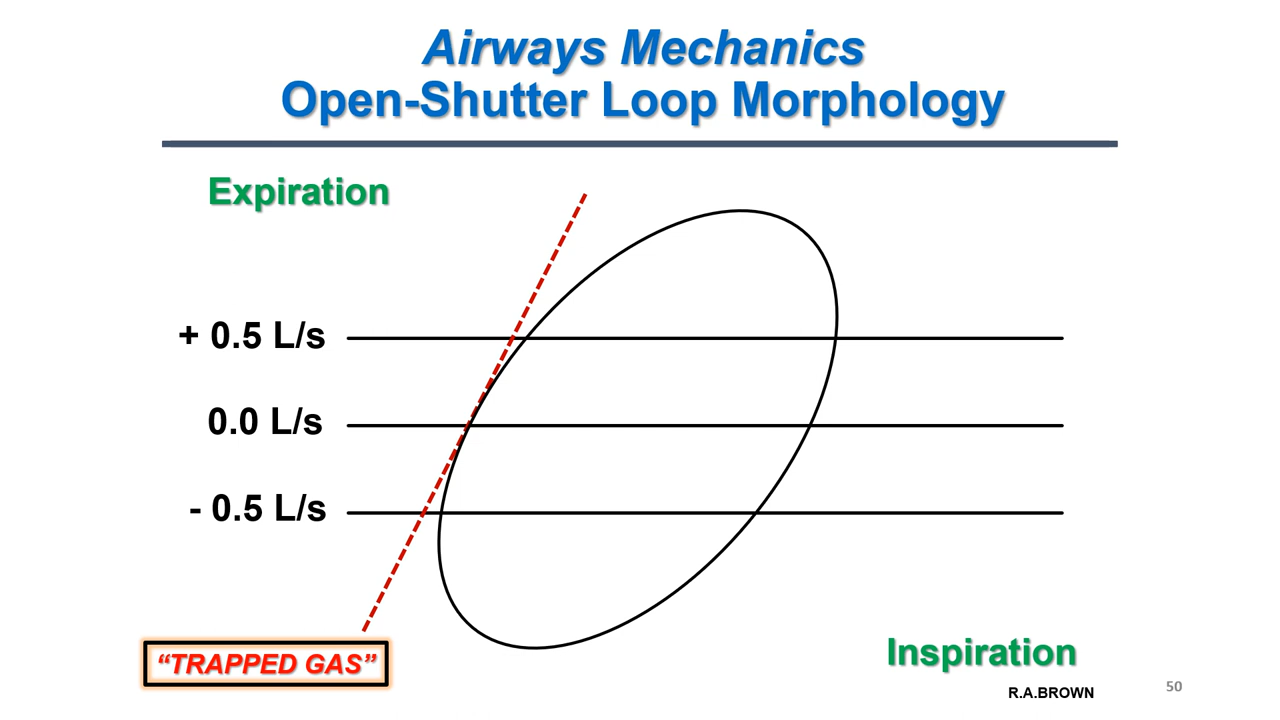 Airways Mechanics
Open-Shutter Loop Morphology
Expiration
+ 0.5 L/s
0.0 L/s
- 0.5 L/s
“TRAPPED GAS”
Inspiration
R.A.BROWN
50